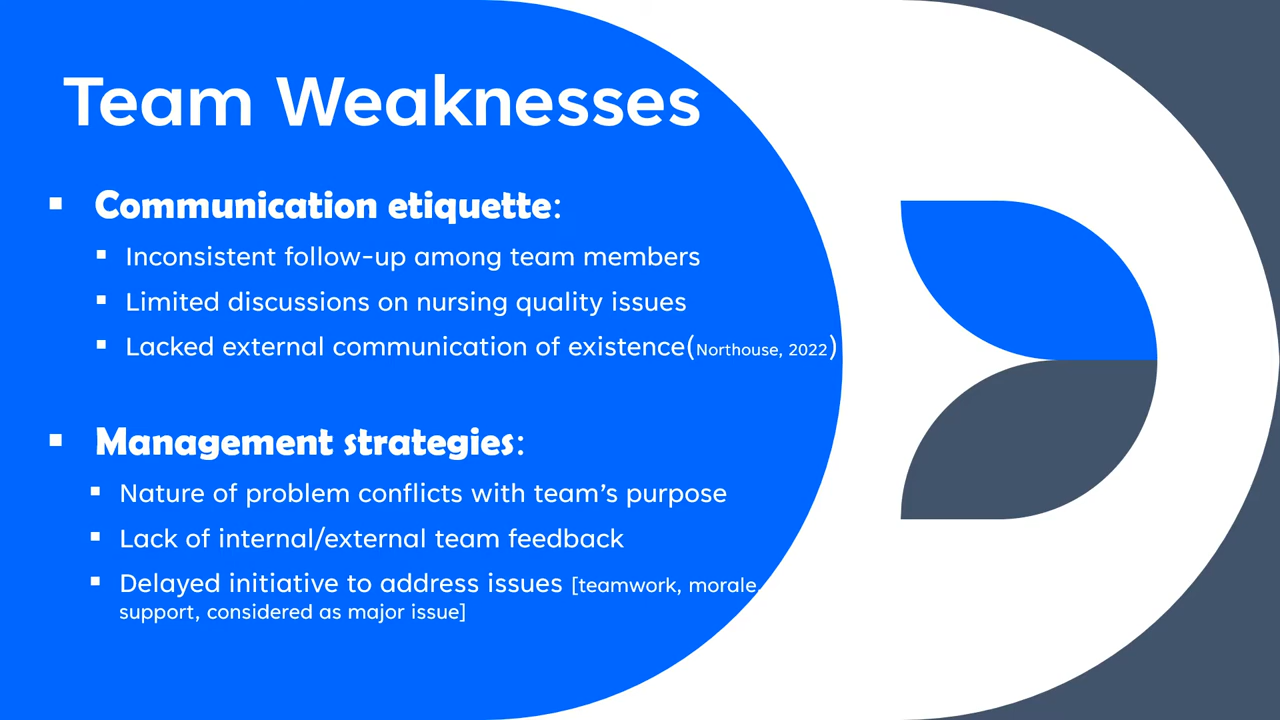 Team Weaknesses
▪ Communication etiquette:
▪ Inconsistent follow-up among team members
▪ Limited discussions on nursing quality issues
▪ Lacked external communication of existence(Northouse, 2022)
▪ Management strategies:
▪ Nature of problem conflicts with team’s purpose
▪ Lack of internal/external team feedback
▪ Delayed initiative to address issues [teamwork, morale,
support, considered as major issue]